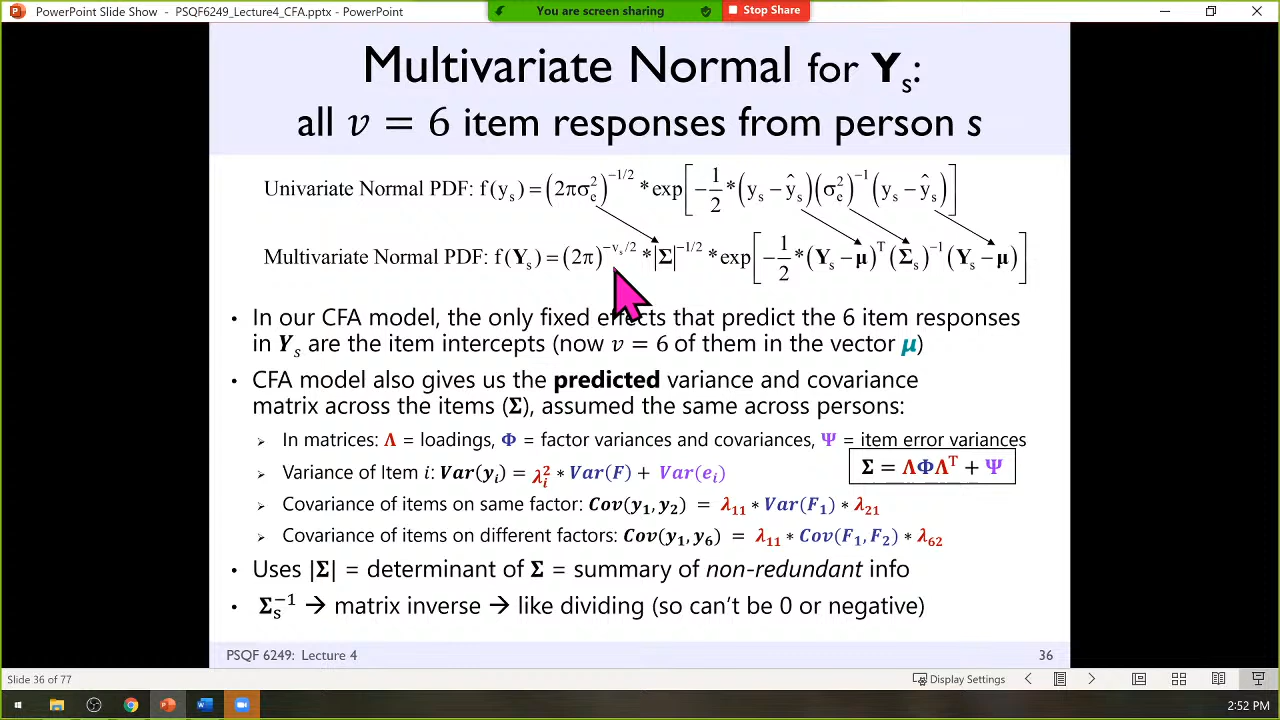 PowerPoint Slide Show - PSQF6249_Lecture4_CFA.pptx - PowerPoint
You are screen sharing
Stop Share
Multivariate Normal for Yₛ:
all v = 6 item responses from person s
Univariate Normal PDF: f(yₛ) = (2πσₑ²)^(−1/2) * exp[−1/2 * (yₛ − ŷₛ)(σₑ²)^(−1)(yₛ − ŷₛ)]
Multivariate Normal PDF: f(Yₛ) = (2π)^(−vₛ/2) * |Σ|^(−1/2) * exp[−1/2 * (Yₛ − μ)^T (Σₛ)^(−1) (Yₛ − μ)]
• In our CFA model, the only fixed effects that predict the 6 item responses
in Yₛ are the item intercepts (now v = 6 of them in the vector μ)
• CFA model also gives us the predicted variance and covariance
matrix across the items (Σ), assumed the same across persons:
➢ In matrices: Λ = loadings, Φ = factor variances and covariances, Ψ = item error variances
Σ = ΛΦΛᵀ + Ψ
➢ Variance of Item i: Var(yᵢ) = λᵢ² * Var(F) + Var(eᵢ)
➢ Covariance of items on same factor: Cov(y₁, y₂) = λ₁₁ * Var(F₁) * λ₂₁
➢ Covariance of items on different factors: Cov(y₁, y₆) = λ₁₁ * Cov(F₁, F₂) * λ₆₂
• Uses |Σ| = determinant of Σ = summary of non-redundant info
• Σₛ⁻¹ → matrix inverse → like dividing (so can't be 0 or negative)
PSQF 6249: Lecture 4
36
Slide 36 of 77
Display Settings
2:52 PM